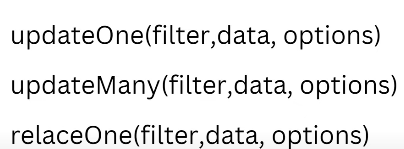 updateOne(filter,data, options)
updateMany(filter,data, options)
relaceOne(filter,data, options)